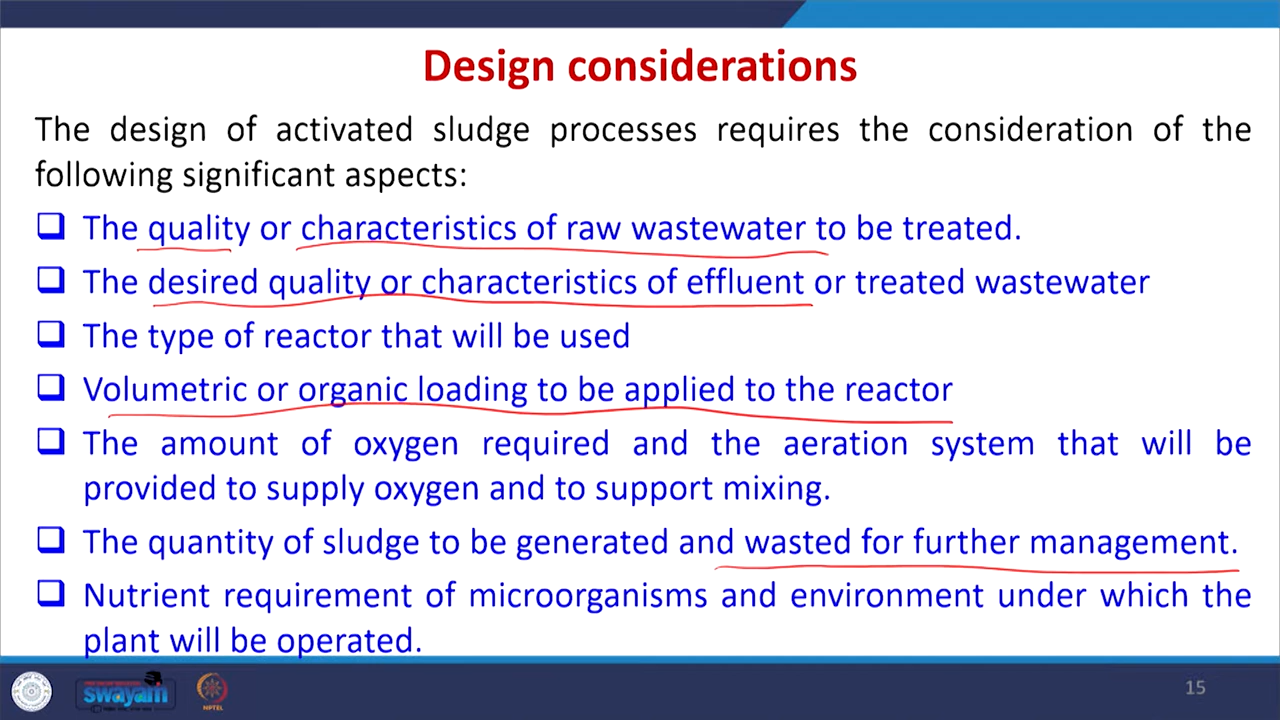 Design considerations
The design of activated sludge processes requires the consideration of the
following significant aspects:
The quality or characteristics of raw wastewater to be treated.
The desired quality or characteristics of effluent or treated wastewater
The type of reactor that will be used
Volumetric or organic loading to be applied to the reactor
The amount of oxygen required and the aeration system that will be
provided to supply oxygen and to support mixing.
The quantity of sludge to be generated and wasted for further management.
Nutrient requirement of microorganisms and environment under which the
plant will be operated.
swayam
NPTEL
15